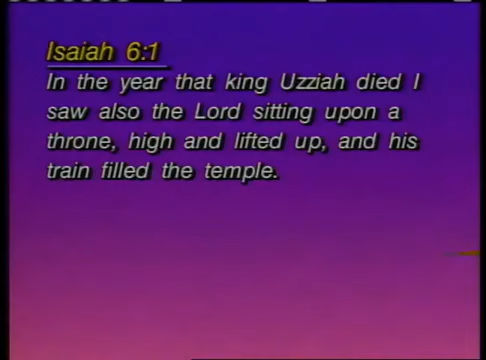 Isaiah 6:1
In the year that king Uzziah died I
saw also the Lord sitting upon a
throne, high and lifted up, and his
train filled the temple.